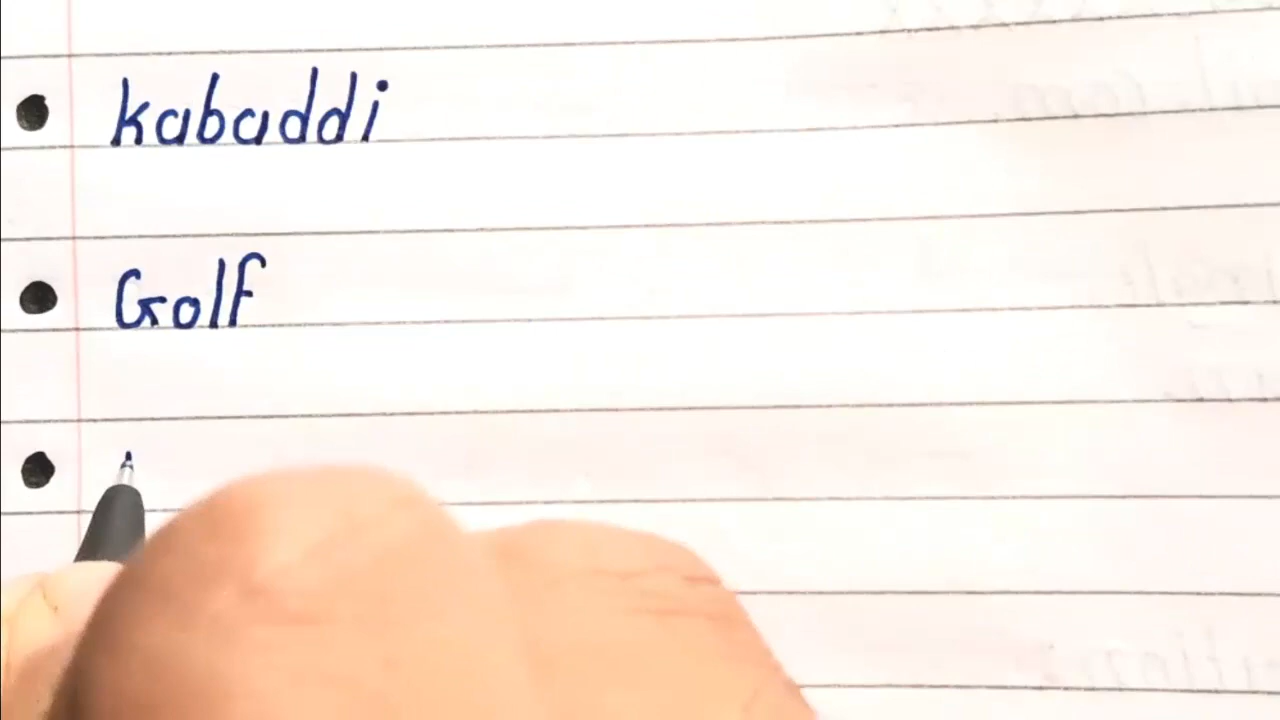 • kabaddi
• Golf
•